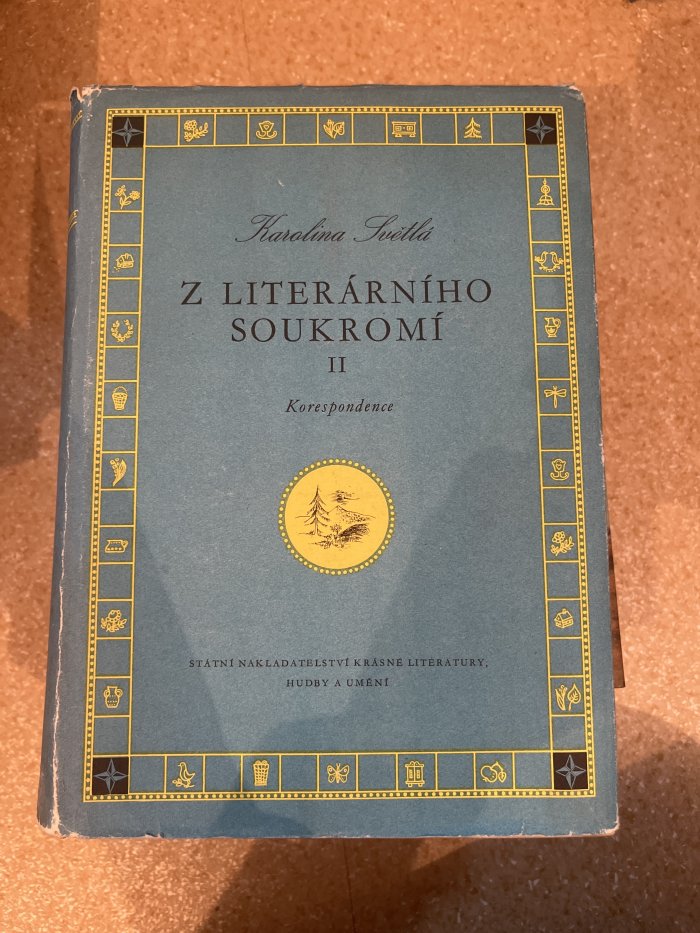 Karolina Světlá
Z LITERÁRNÍHO
SOUKROMÍ
II
Korespondence
STÁTNÍ NAKLADATELSTVÍ KRÁSNÉ LITERATURY,
HUDBY A UMĚNÍ